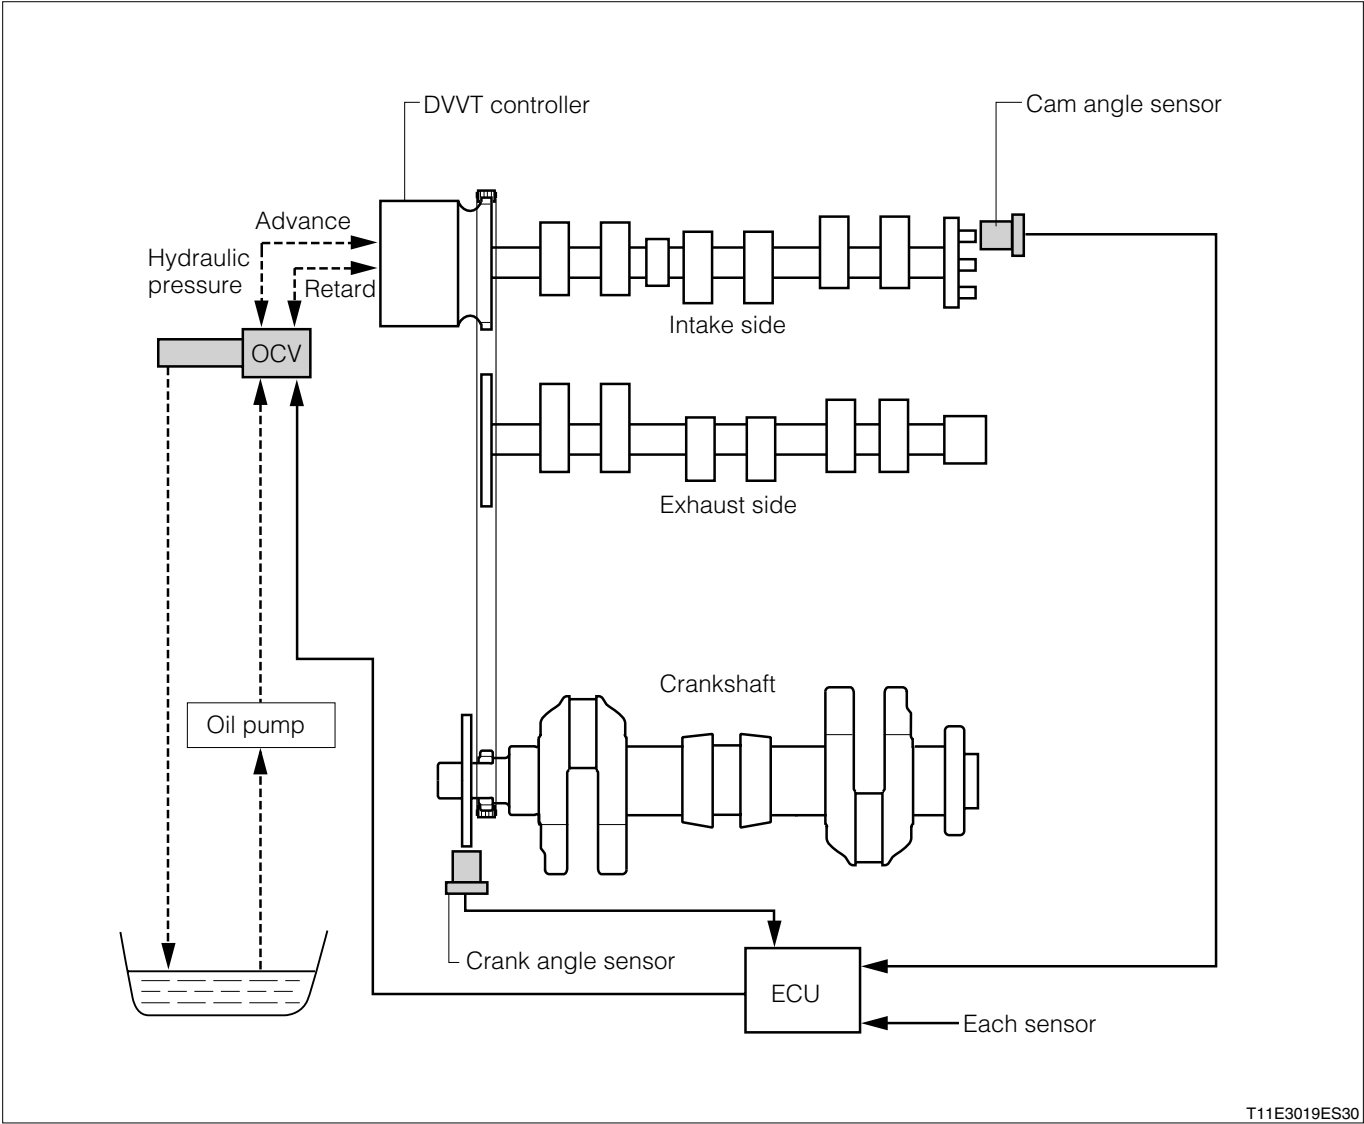 DVVT controller
Cam angle sensor
Advance
Hydraulic
pressure
Retard
Intake side
OCV
Exhaust side
Crankshaft
Oil pump
Crank angle sensor
ECU
Each sensor
T11E3019ES30